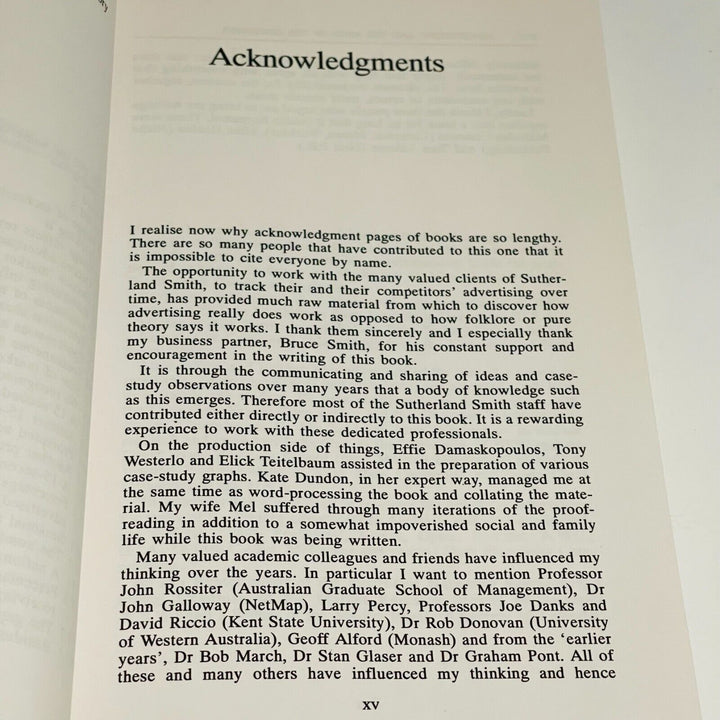 Acknowledgments
I realise now why acknowledgment pages of books are so lengthy.
There are so many people that have contributed to this one that it
is impossible to cite everyone by name.
The opportunity to work with the many valued clients of Suther-
land Smith, to track their and their competitors' advertising over
time, has provided much raw material from which to discover how
advertising really does work as opposed to how folklore or pure
theory says it works. I thank them sincerely and I especially thank
my business partner, Bruce Smith, for his constant support and
encouragement in the writing of this book.
It is through the communicating and sharing of ideas and case-
study observations over many years that a body of knowledge such
as this emerges. Therefore most of the Sutherland Smith staff have
contributed either directly or indirectly to this book. It is a rewarding
experience to work with these dedicated professionals.
On the production side of things, Effie Damaskopoulos, Tony
Westerlo and Elick Teitelbaum assisted in the preparation of various
case-study graphs. Kate Dundon, in her expert way, managed me at
the same time as word-processing the book and collating the mate-
rial. My wife Mel suffered through many iterations of the proof-
reading in addition to a somewhat impoverished social and family
life while this book was being written.
Many valued academic colleagues and friends have influenced my
thinking over the years. In particular I want to mention Professor
John Rossiter (Australian Graduate School of Management), Dr
John Galloway (NetMap), Larry Percy, Professors Joe Danks and
David Riccio (Kent State University), Dr Rob Donovan (University
of Western Australia), Geoff Alford (Monash) and from the 'earlier
years', Dr Bob March, Dr Stan Glaser and Dr Graham Pont. All of
these and many others have influenced my thinking and hence
xv